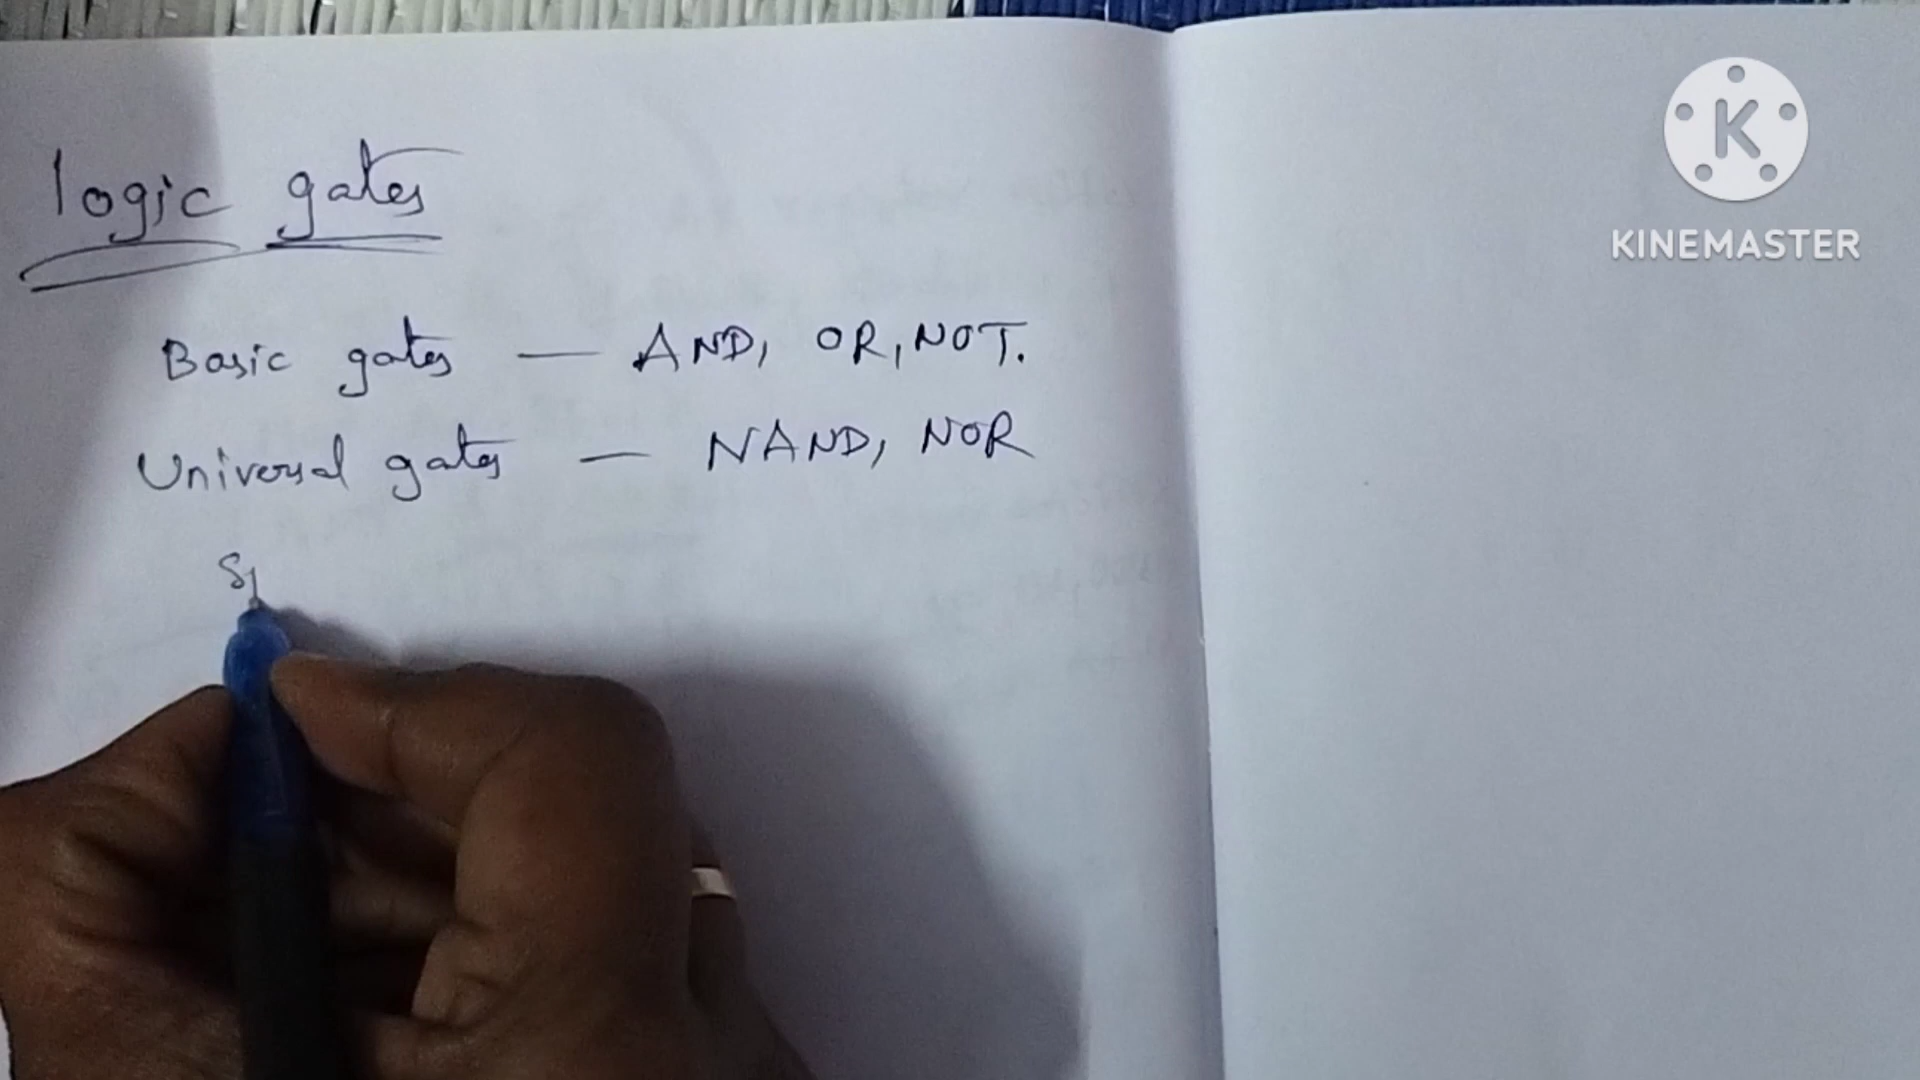 logic gates
Basic gates — AND, OR, NOT.
Universal gates — NAND, NOR
K
KINEMASTER